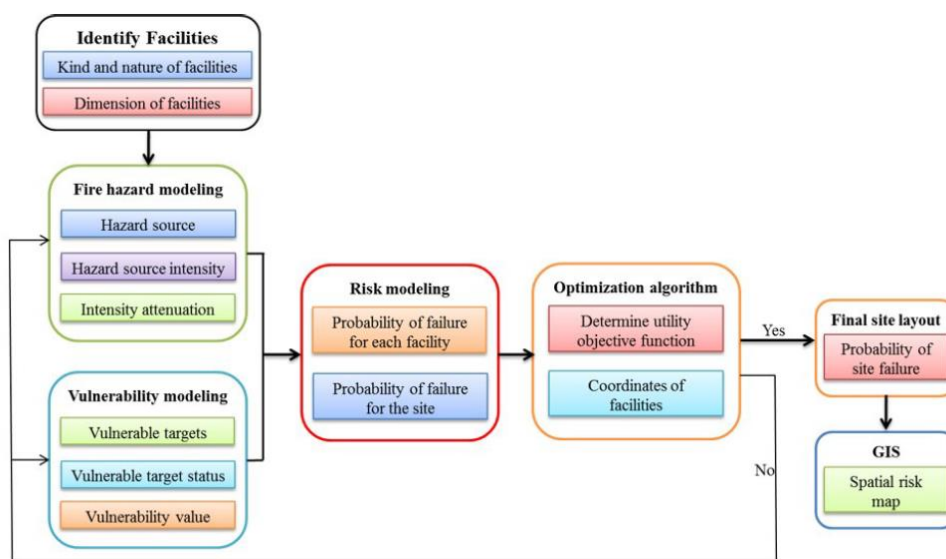 Identify Facilities
Kind and nature of facilities
Dimension of facilities
Fire hazard modeling
Hazard source
Hazard source intensity
Intensity attenuation
Vulnerability modeling
Vulnerable targets
Vulnerable target status
Vulnerability value
Risk modeling
Probability of failure
for each facility
Probability of failure
for the site
Optimization algorithm
Determine utility
objective function
Coordinates of
facilities
Yes
No
Final site layout
Probability of
site failure
GIS
Spatial risk
map